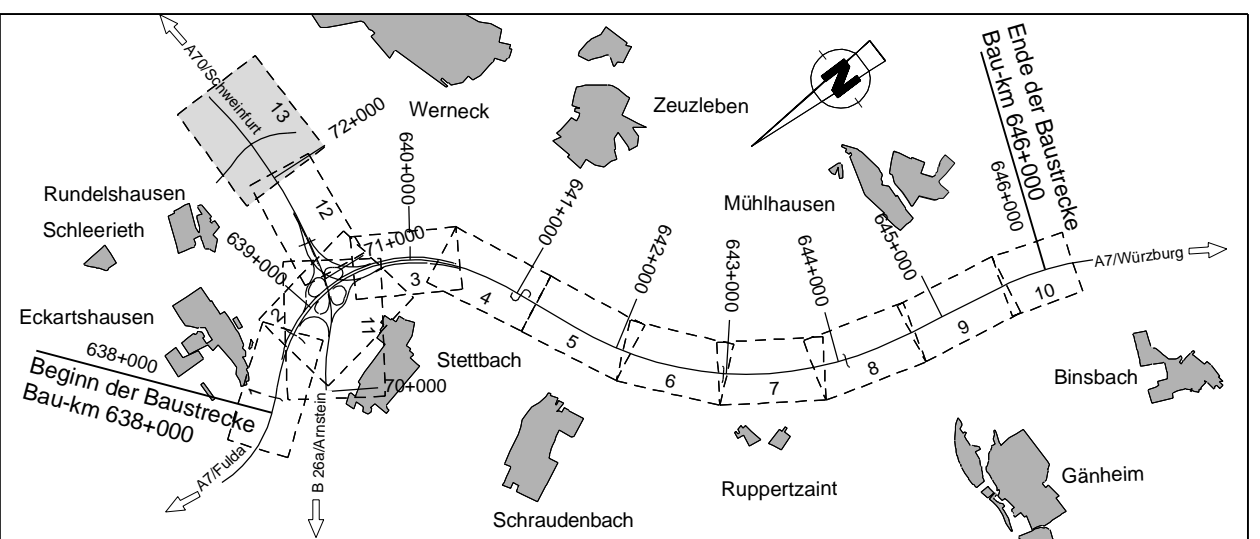 A70/Schweinfurt
13
72+000
Werneck
Zeuzleben
N
Ende der Baustrecke
Bau-km 646+000
646+000
Rundelshausen
Schleerieth
12
640+000
641+000
Mühlhausen
639+000
71+000
642+000
643+000
644+000
645+000
A7/Würzburg
3
4
5
6
7
8
9
10
11
2
1
Eckartshausen
638+000
Beginn der Baustrecke
Bau-km 638+000
Stettbach
70+000
Binsbach
A7/Fulda
B 26a/Arnstein
Schraudenbach
Ruppertzaint
Gänheim